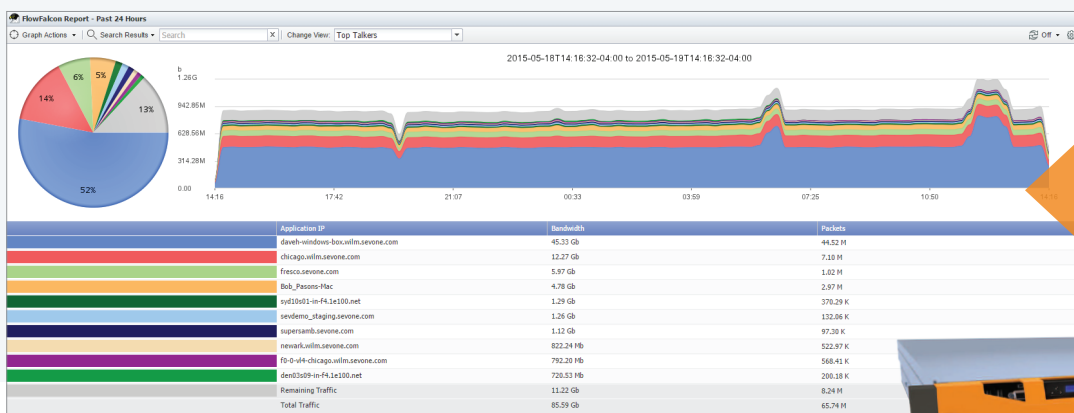 FlowFalcon Report - Past 24 Hours
Graph Actions Search Results Search X Change View: Top Talkers Off
2015-05-18T14:16:32-04:00 to 2015-05-19T14:16:32-04:00
b
1.26G
942.85M
628.56M
314.28M
0.00
14:16 17:42 21:07 00:33 03:59 07:25 10:50 14:16
6% 5%
14% 13%
52%
Application IP Bandwidth Packets
daveh-windows-box.wilm.sevone.com 45.33 Gb 44.52 M
chicago.wilm.sevone.com 12.27 Gb 7.10 M
fresco.sevone.com 5.97 Gb 1.02 M
Bob_Pasons-Mac 4.78 Gb 2.97 M
syd10s01-in-f4.1e100.net 1.29 Gb 370.29 K
sevdemo_staging.sevone.com 1.26 Gb 132.06 K
supersamb.sevone.com 1.12 Gb 97.30 K
newark.wilm.sevone.com 822.24 Mb 522.97 K
f0-0-vl4-chicago.wilm.sevone.com 792.20 Mb 568.41 K
den03s09-in-f4.1e100.net 720.53 Mb 200.18 K
Remaining Traffic 11.22 Gb 8.24 M
Total Traffic 85.59 Gb 65.74 M